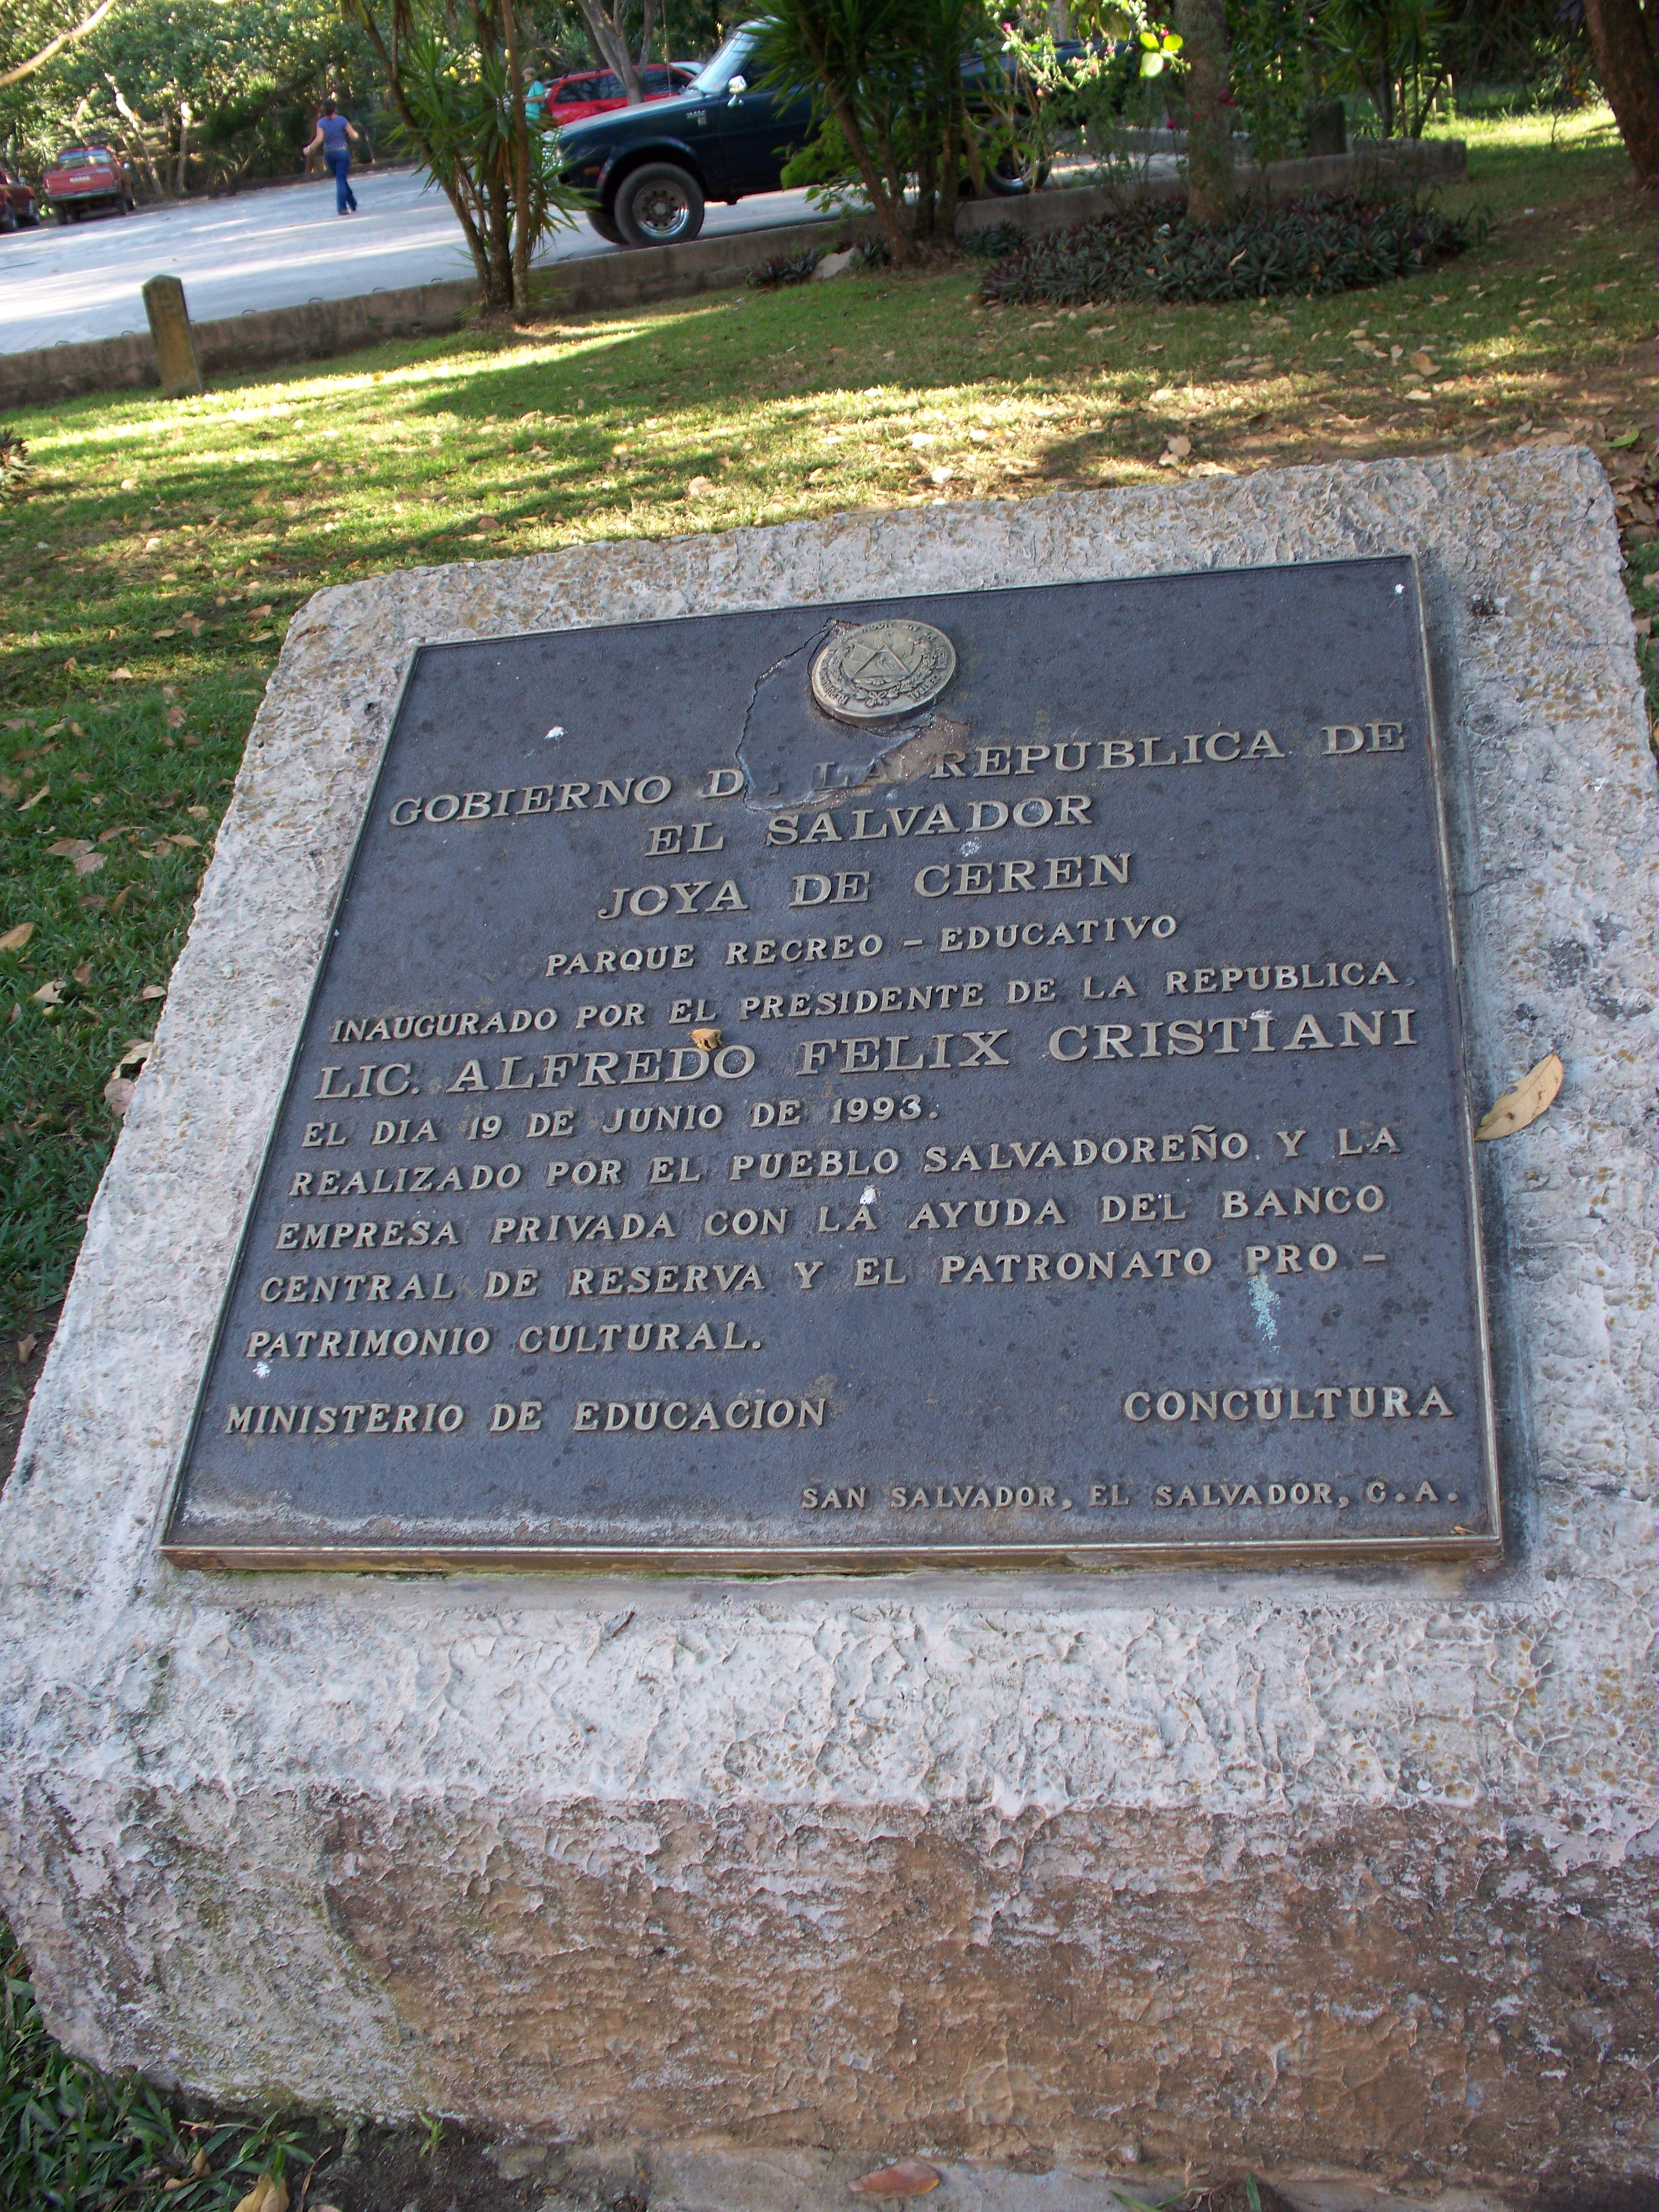 GOBIERNO D LA REPUBLICA DE
EL SALVADOR
JOYA DE CEREN
PARQUE RECREO - EDUCATIVO
INAUGURADO POR EL PRESIDENTE DE LA REPUBLICA,
LIC. ALFREDO FELIX CRISTIANI
EL DIA 19 DE JUNIO DE 1993.
REALIZADO POR EL PUEBLO SALVADOREÑO Y LA
EMPRESA PRIVADA CON LA AYUDA DEL BANCO
CENTRAL DE RESERVA Y EL PATRONATO PRO -
PATRIMONIO CULTURAL.
MINISTERIO DE EDUCACION CONCULTURA
SAN SALVADOR, EL SALVADOR, C.A.